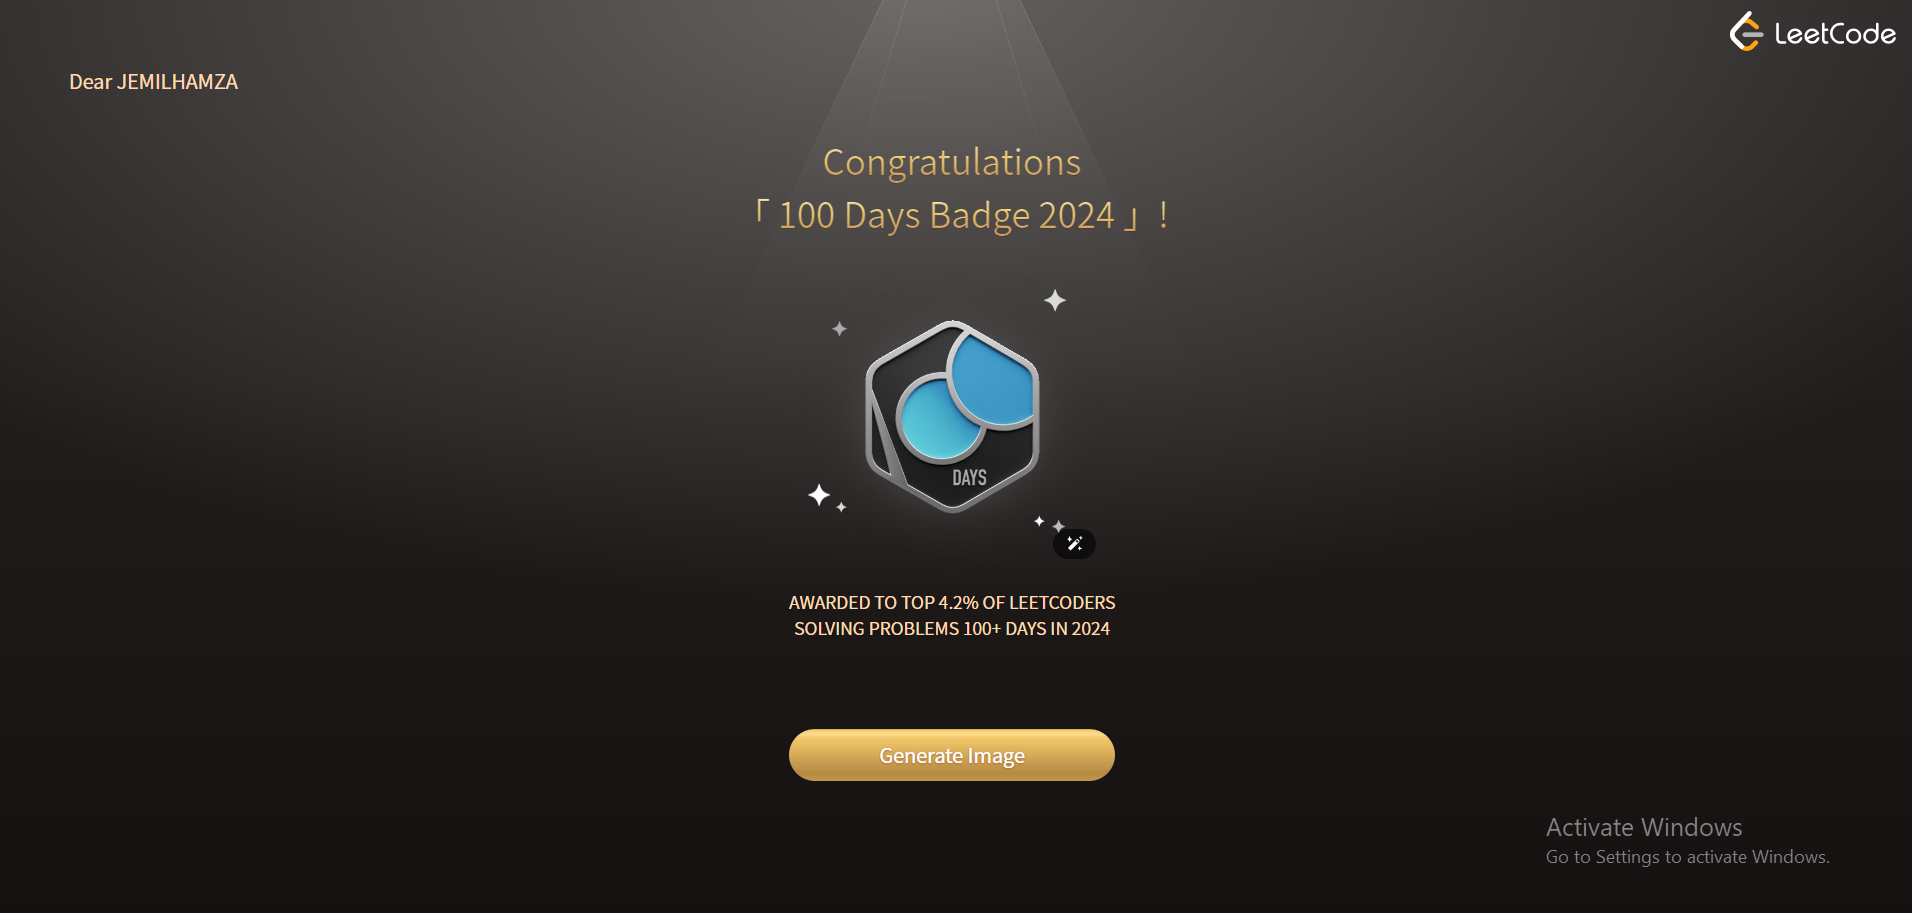 LeetCode
Dear JEMILHAMZA
Congratulations
「 100 Days Badge 2024 」!
DAYS
AWARDED TO TOP 4.2% OF LEETCODERS
SOLVING PROBLEMS 100+ DAYS IN 2024
Generate Image
Activate Windows
Go to Settings to activate Windows.